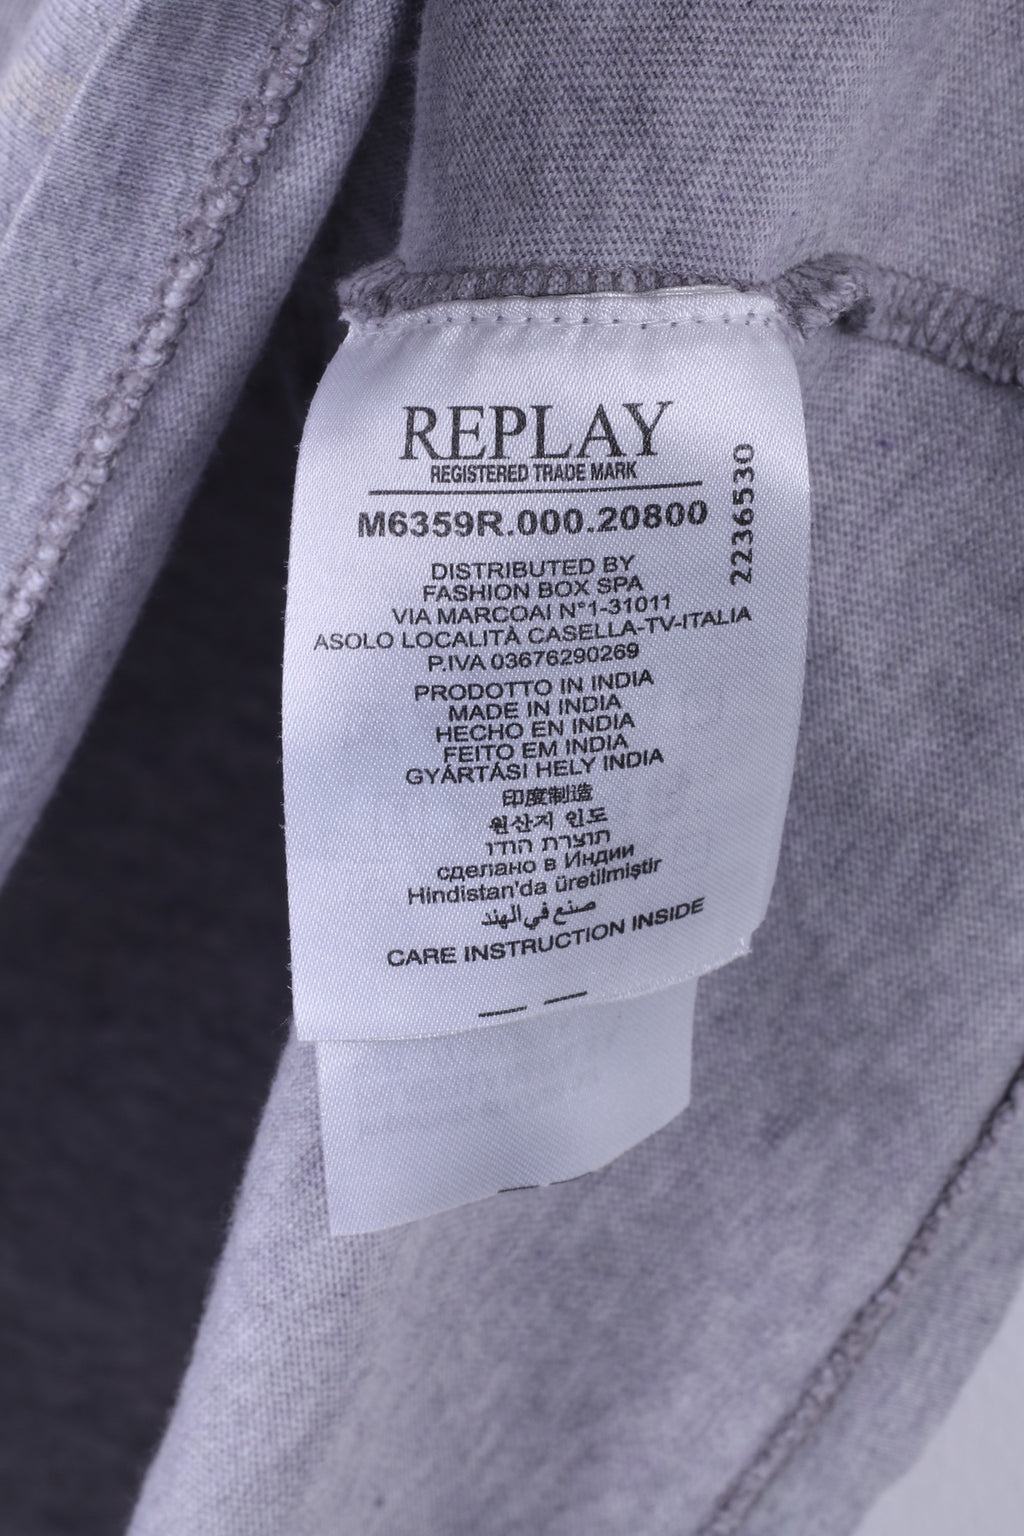 REPLAY
REGISTERED TRADE MARK
M6359R.000.20800
2236530
DISTRIBUTED BY
FASHION BOX SPA
VIA MARCOAI N°1-31011
ASOLO LOCALITÀ CASELLA-TV-ITALIA
P.IVA 03676290269
PRODOTTO IN INDIA
MADE IN INDIA
HECHO EN INDIA
FEITO EM INDIA
GYÁRTÁSI HELY INDIA
印度制造
원산지 인도
תוצרת הודו
сделано в Индии
Hindistan'da üretilmiştir
صنع في الهند
CARE INSTRUCTION INSIDE